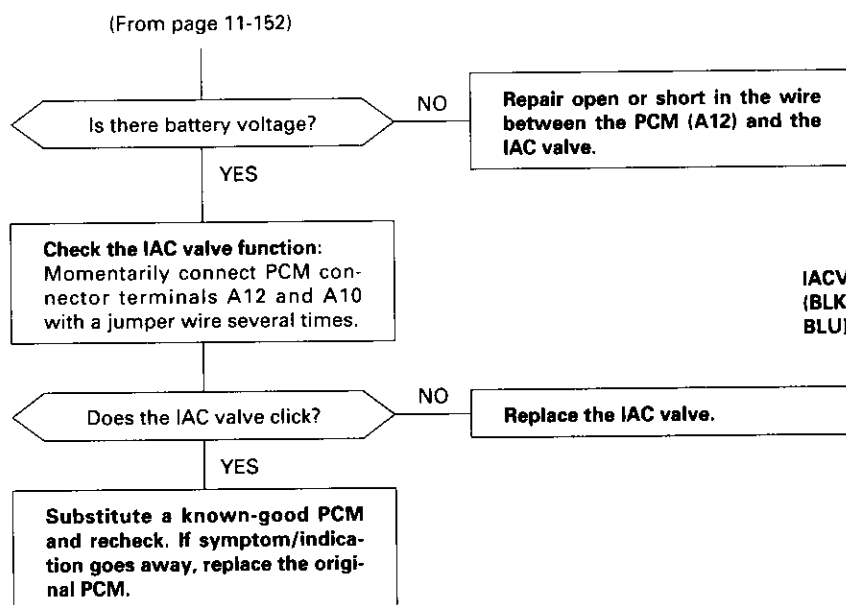 (From page 11-152)
Is there battery voltage?
NO
Repair open or short in the wire
between the PCM (A12) and the
IAC valve.
YES
Check the IAC valve function:
Momentarily connect PCM con-
nector terminals A12 and A10
with a jumper wire several times.
IACV
(BLK
BLU)
Does the IAC valve click?
NO
Replace the IAC valve.
YES
Substitute a known-good PCM
and recheck. If symptom/indica-
tion goes away, replace the origi-
nal PCM.